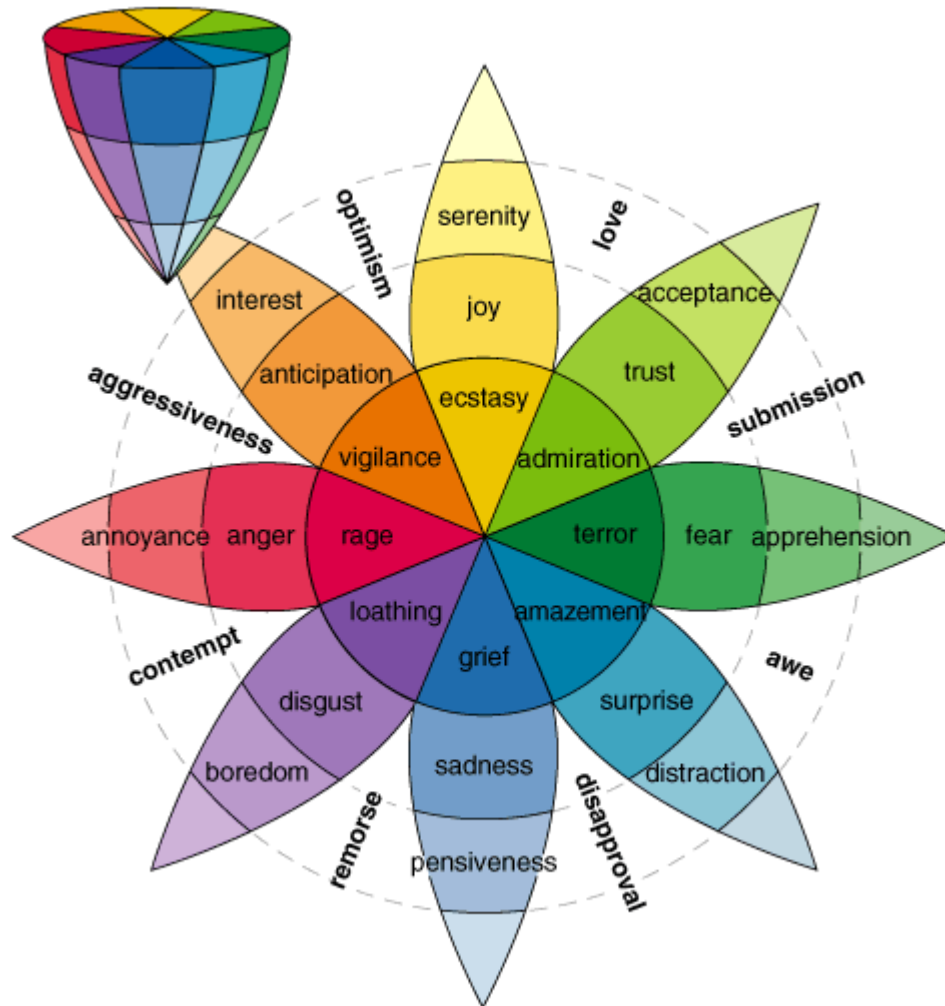 optimism
love
serenity
interest
acceptance
joy
anticipation
trust
aggressiveness
ecstasy
submission
vigilance
admiration
annoyance
anger
rage
terror
fear
apprehension
loathing
amazement
contempt
grief
awe
disgust
surprise
boredom
sadness
distraction
remorse
disapproval
pensiveness